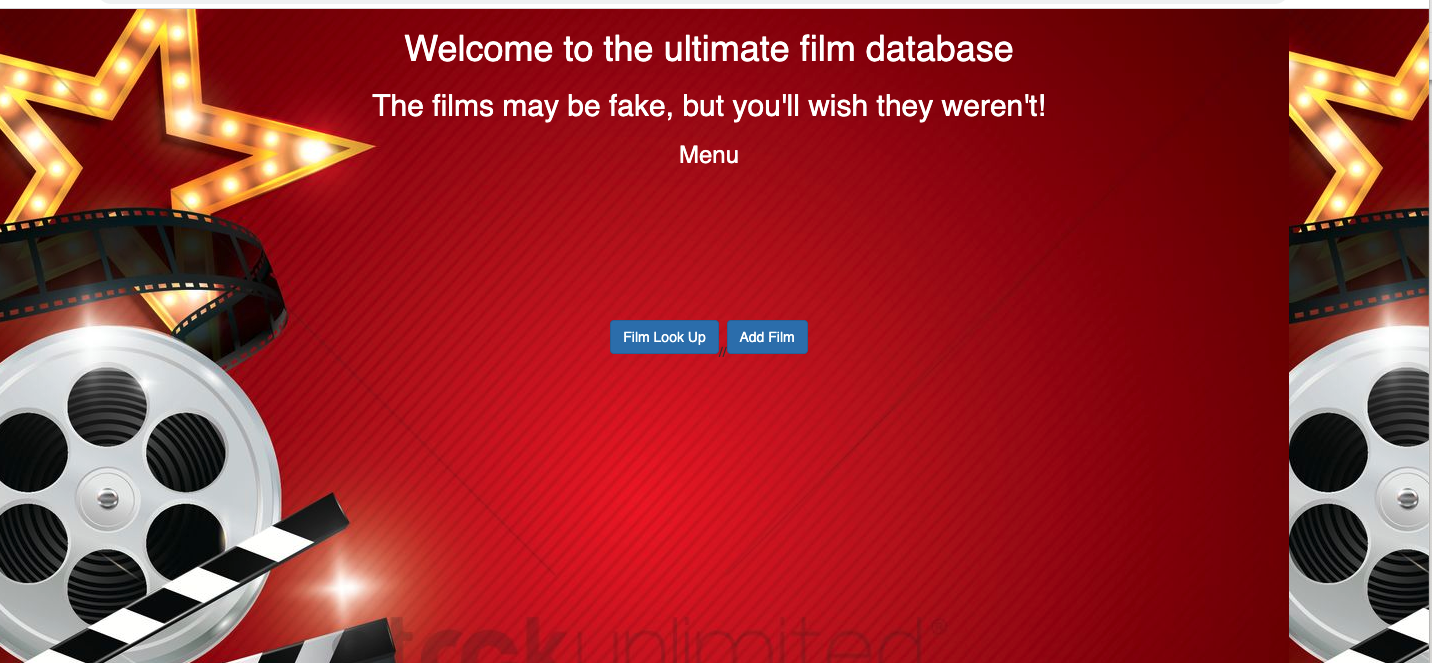 Welcome to the ultimate film database
The films may be fake, but you'll wish they weren't!
Menu
Film Look Up // Add Film
unlimited®